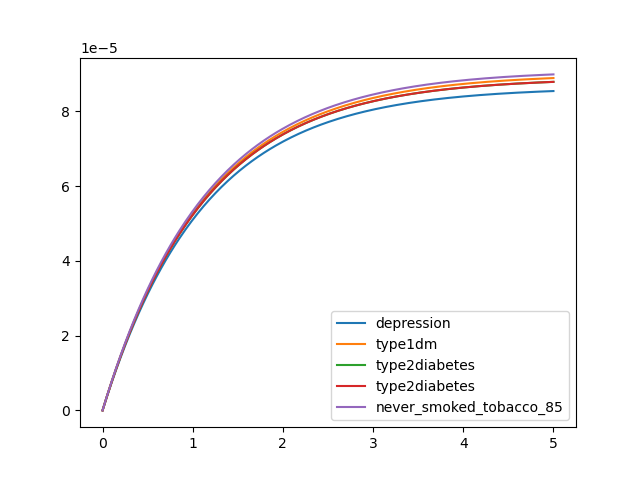 1e−5
8
6
4
2
0
0 1 2 3 4 5
depression
type1dm
type2diabetes
type2diabetes
never_smoked_tobacco_85